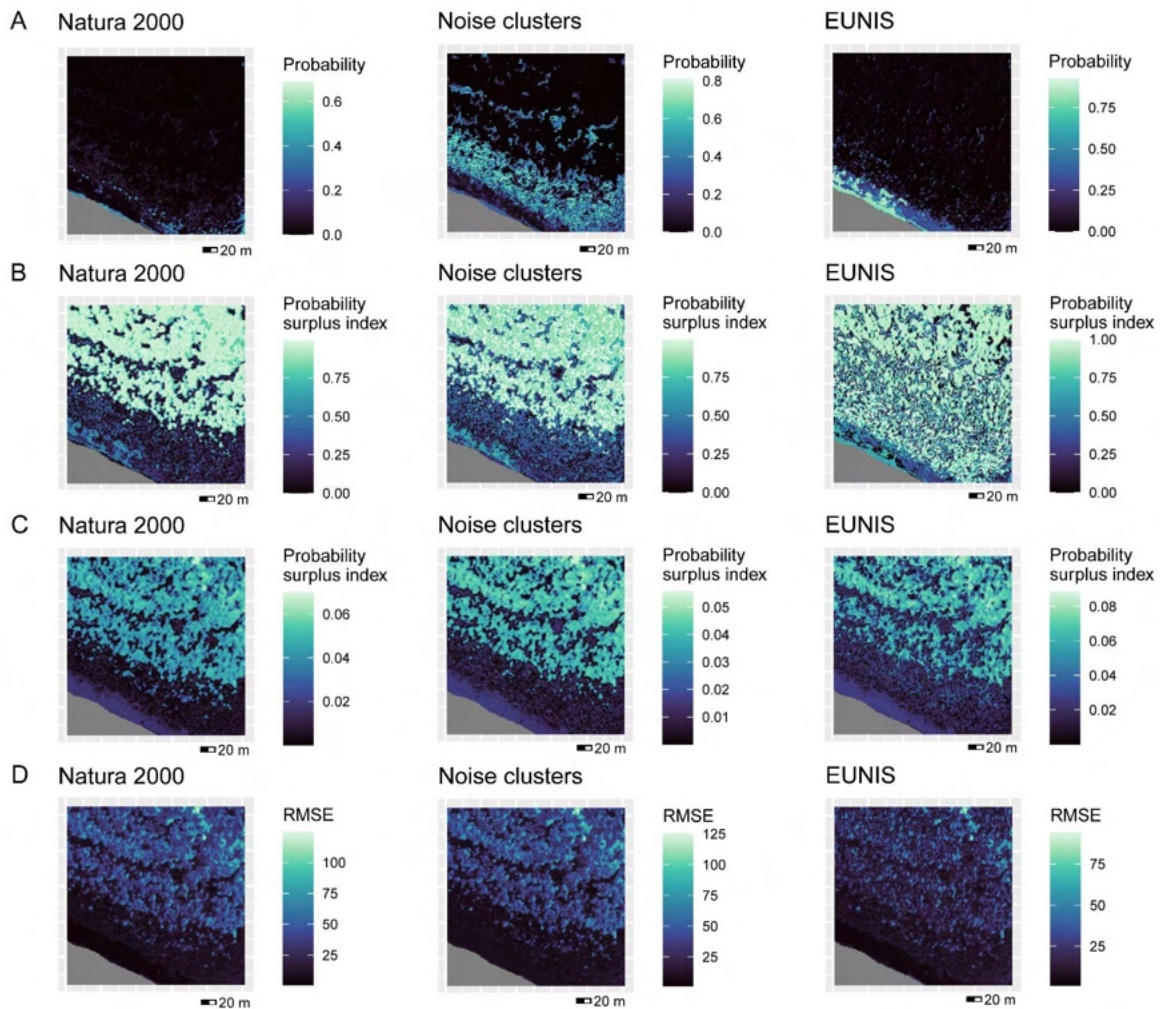 A Natura 2000 Noise clusters EUNIS
Probability Probability Probability
0.6 0.4 0.2 0.0
0.8 0.6 0.4 0.2 0.0
0.75 0.50 0.25 0.00
20 m 20 m 20 m
B Natura 2000 Noise clusters EUNIS
Probability surplus index
0.75 0.50 0.25 0.00
Probability surplus index
0.75 0.50 0.25 0.00
Probability surplus index
1.00 0.75 0.50 0.25 0.00
20 m 20 m 20 m
C Natura 2000 Noise clusters EUNIS
Probability surplus index
0.06 0.04 0.02
Probability surplus index
0.05 0.04 0.03 0.02 0.01
Probability surplus index
0.08 0.06 0.04 0.02
20 m 20 m 20 m
D Natura 2000 Noise clusters EUNIS
RMSE RMSE RMSE
100 75 50 25
125 100 75 50 25
75 50 25
20 m 20 m 20 m